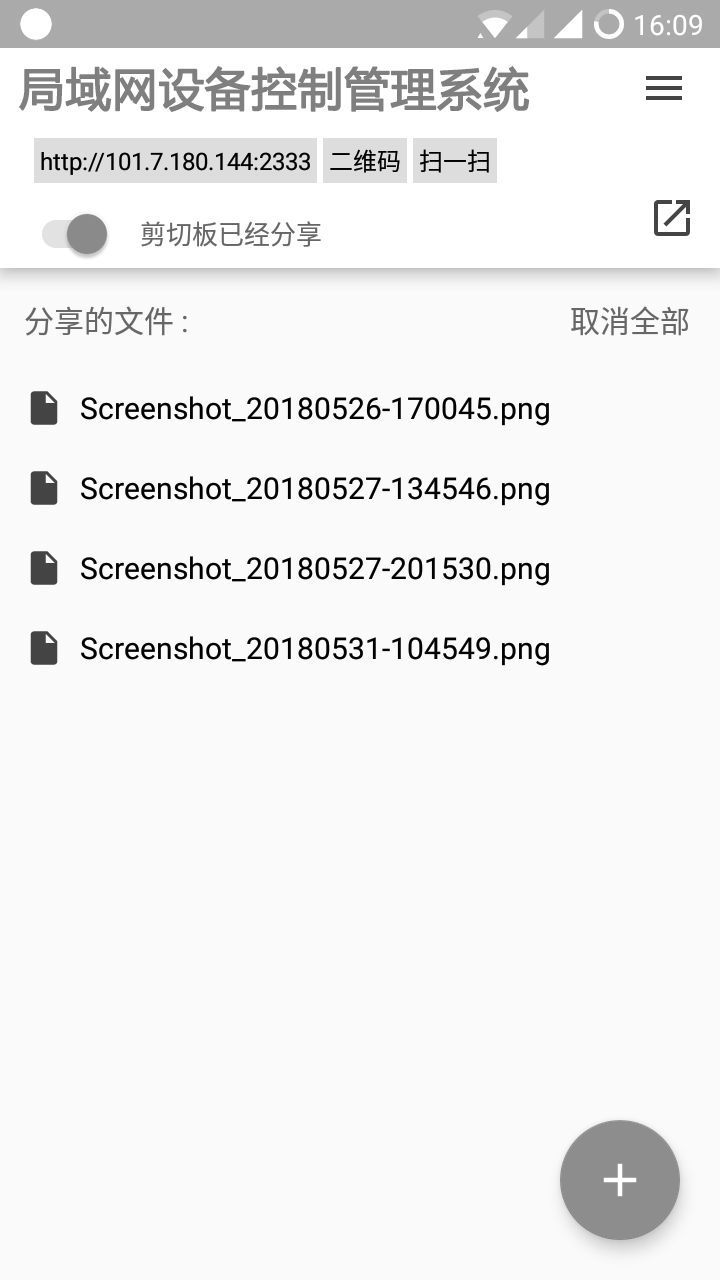 16:09
局域网设备控制管理系统
http://101.7.180.144:2333 二维码 扫一扫
剪切板已经分享
分享的文件 : 取消全部
Screenshot_20180526-170045.png
Screenshot_20180527-134546.png
Screenshot_20180527-201530.png
Screenshot_20180531-104549.png